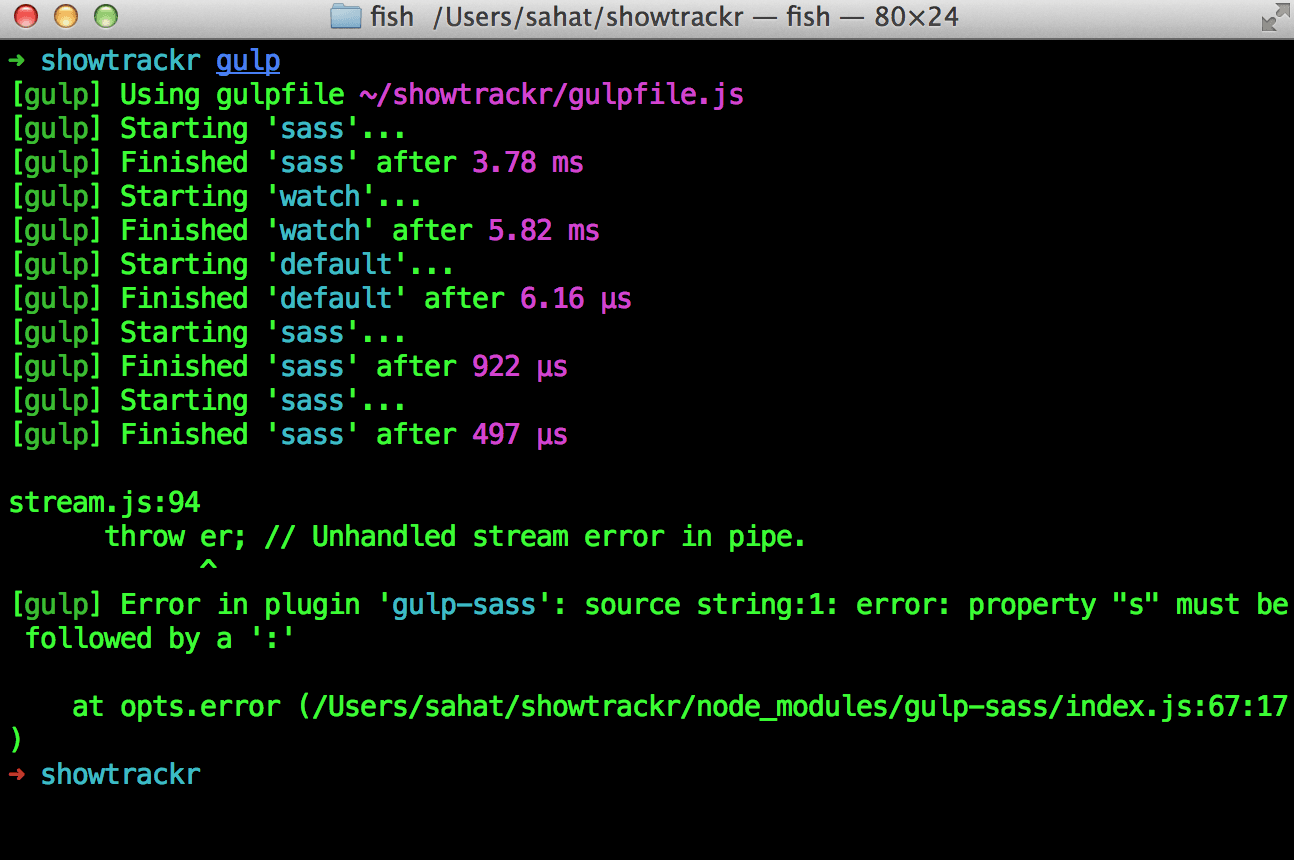 fish /Users/sahat/showtrackr — fish — 80×24
➜ showtrackr gulp
[gulp] Using gulpfile ~/showtrackr/gulpfile.js
[gulp] Starting 'sass'...
[gulp] Finished 'sass' after 3.78 ms
[gulp] Starting 'watch'...
[gulp] Finished 'watch' after 5.82 ms
[gulp] Starting 'default'...
[gulp] Finished 'default' after 6.16 μs
[gulp] Starting 'sass'...
[gulp] Finished 'sass' after 922 μs
[gulp] Starting 'sass'...
[gulp] Finished 'sass' after 497 μs
stream.js:94
throw er; // Unhandled stream error in pipe.
^
[gulp] Error in plugin 'gulp-sass': source string:1: error: property "s" must be
followed by a ':'
at opts.error (/Users/sahat/showtrackr/node_modules/gulp-sass/index.js:67:17
)
➜ showtrackr